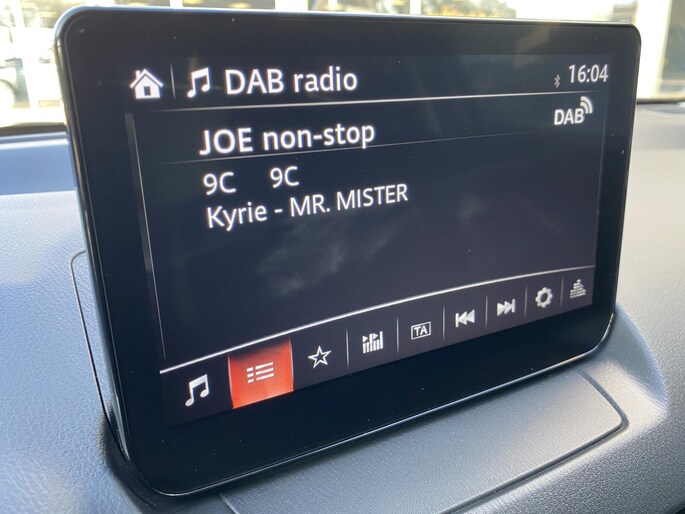 DAB radio
16:04
JOE non-stop
DAB
9C 9C
Kyrie - MR. MISTER
TA